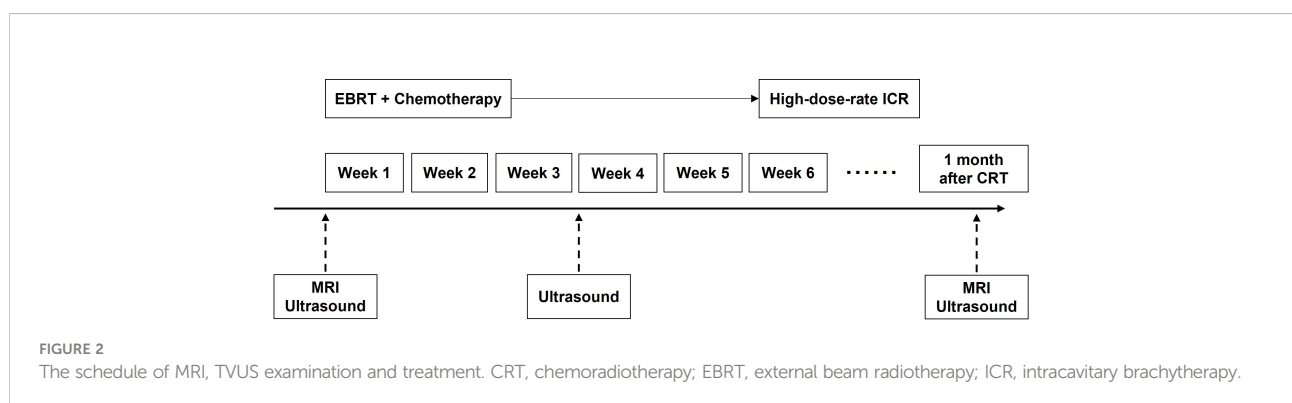 EBRT + Chemotherapy
High-dose-rate ICR
Week 1
Week 2
Week 3
Week 4
Week 5
Week 6
......
1 month
after CRT
MRI
Ultrasound
Ultrasound
MRI
Ultrasound
FIGURE 2
The schedule of MRI, TVUS examination and treatment. CRT, chemoradiotherapy; EBRT, external beam radiotherapy; ICR, intracavitary brachytherapy.